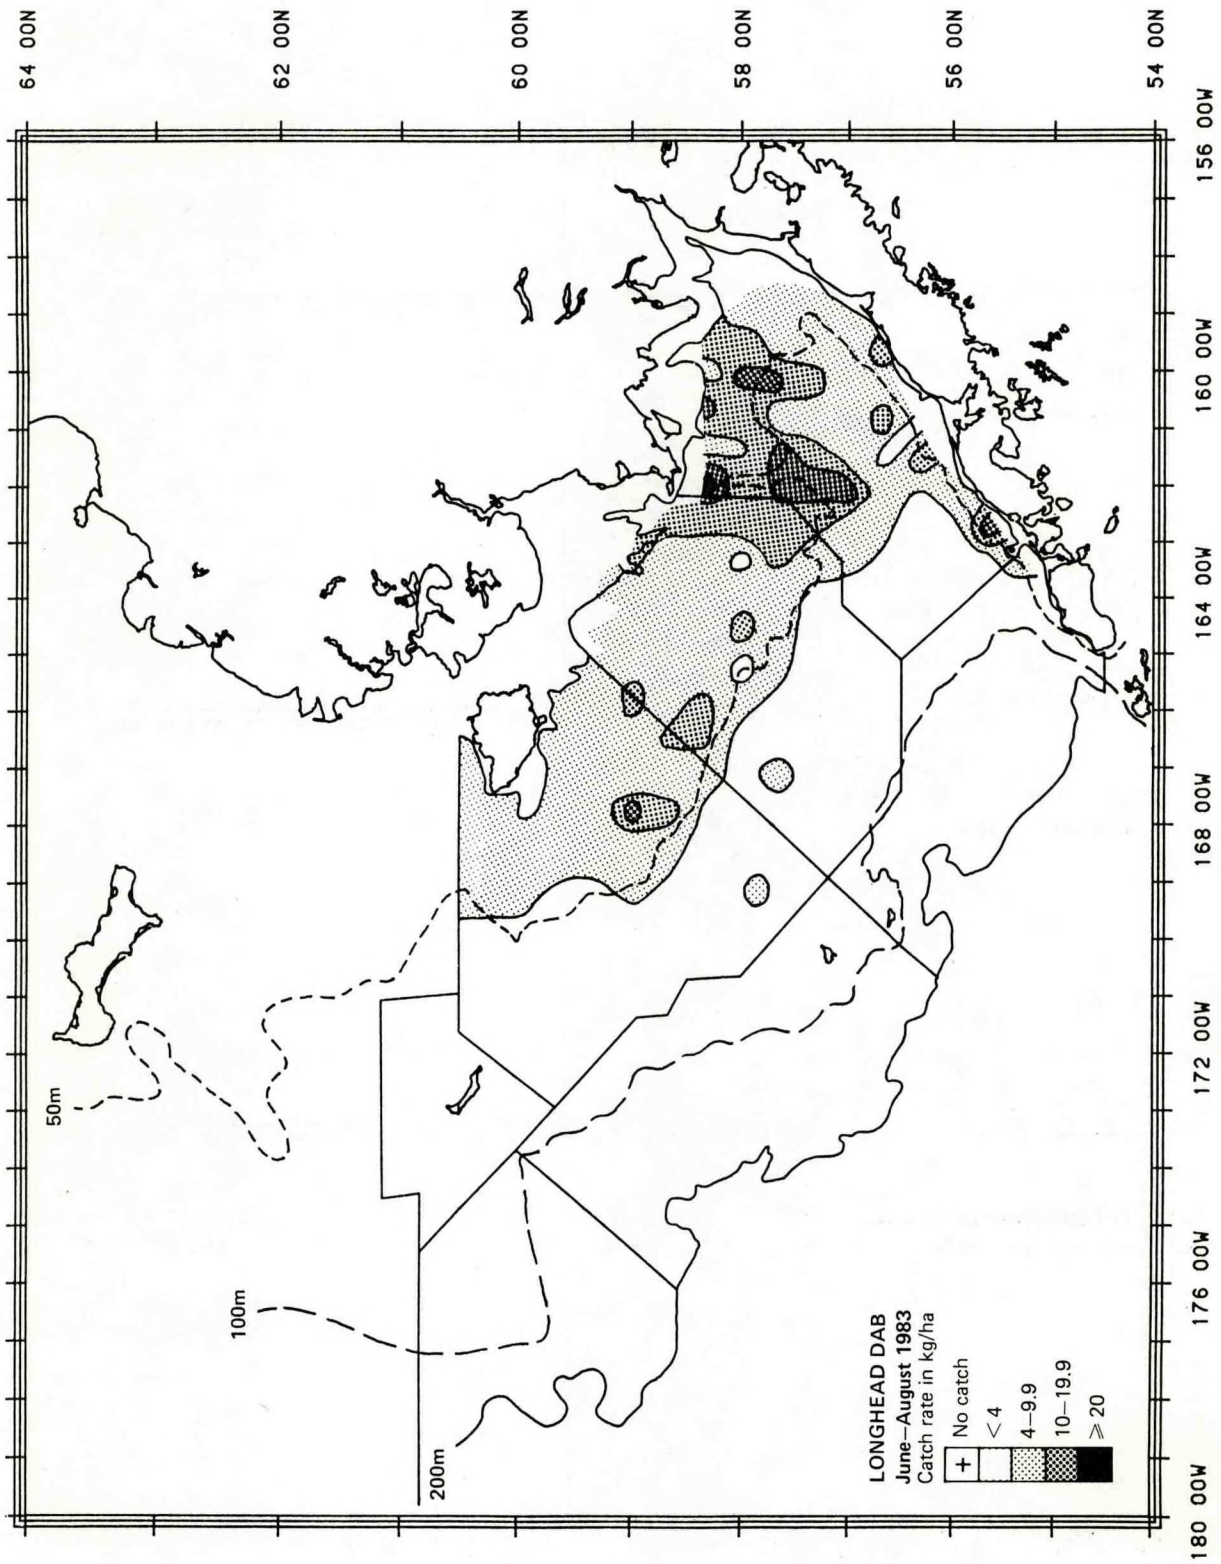 64 00N
62 00N
60 00N
58 00N
56 00N
54 00N
180 00W
176 00W
172 00W
168 00W
164 00W
160 00W
156 00W
50m
100m
200m
LONGHEAD DAB
June–August 1983
Catch rate in kg/ha
+ No catch
< 4
4–9.9
10–19.9
⩾ 20